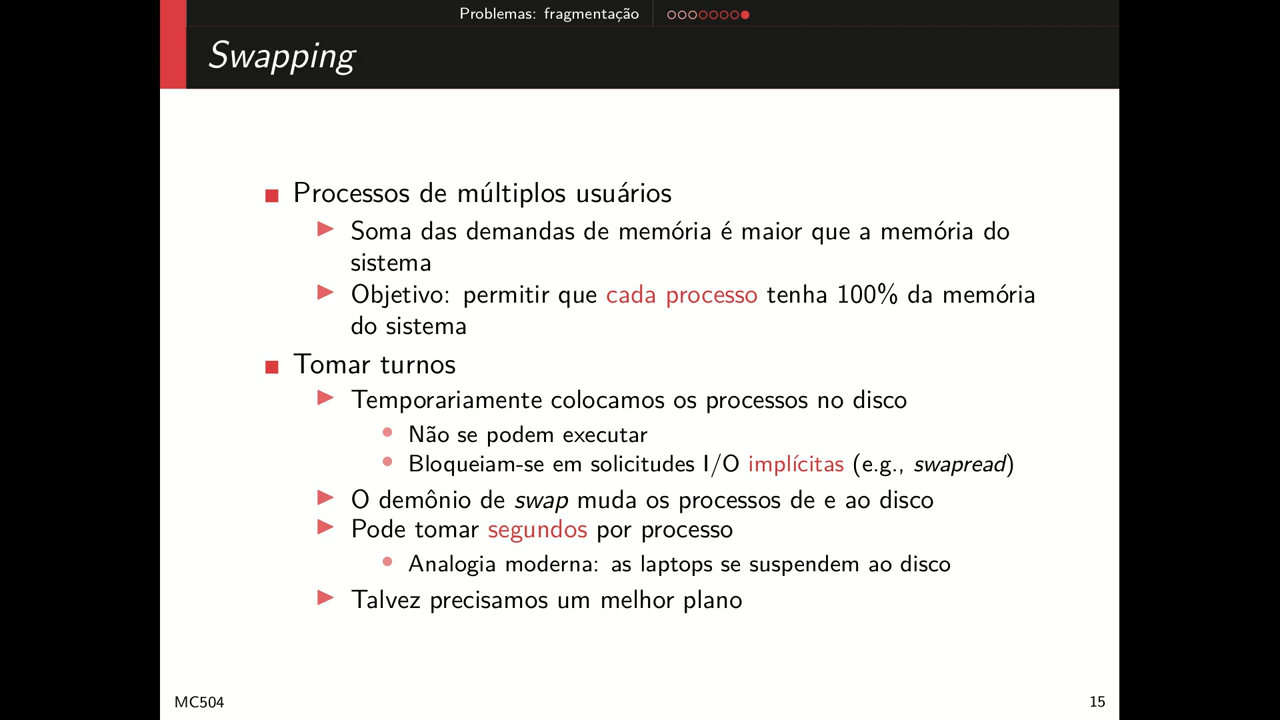 Problemas: fragmentação
Swapping
Processos de múltiplos usuários
Soma das demandas de memória é maior que a memória do
sistema
Objetivo: permitir que cada processo tenha 100% da memória
do sistema
Tomar turnos
Temporariamente colocamos os processos no disco
Não se podem executar
Bloqueiam-se em solicitudes I/O implícitas (e.g., swapread)
O demônio de swap muda os processos de e ao disco
Pode tomar segundos por processo
Analogia moderna: as laptops se suspendem ao disco
Talvez precisamos um melhor plano
MC504
15